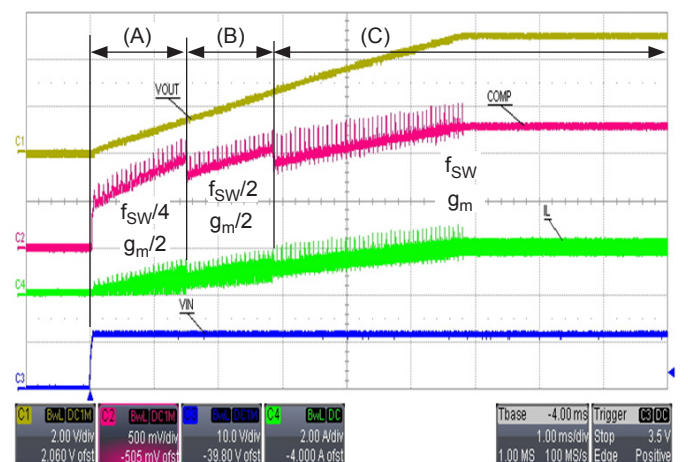 (A) (B) (C)
VOUT
COMP
C1
fSW/4
gm/2
fSW/2
gm/2
fSW
gm
IL
C2
C4
VIN
C3
C1 BwL DC1M
2.00 V/div
2.060 V ofst
C2 BwL DC1M
500 mV/div
-505 mV ofst
BwL DC1M
10.0 V/div
-39.80 V ofst
C4 BwL DC
2.00 A/div
-4.000 A ofst
Tbase -4.00 ms
1.00 ms/div
1.00 MS 100 MS/s
Trigger C3 DC
Stop 3.5 V
Edge Positive